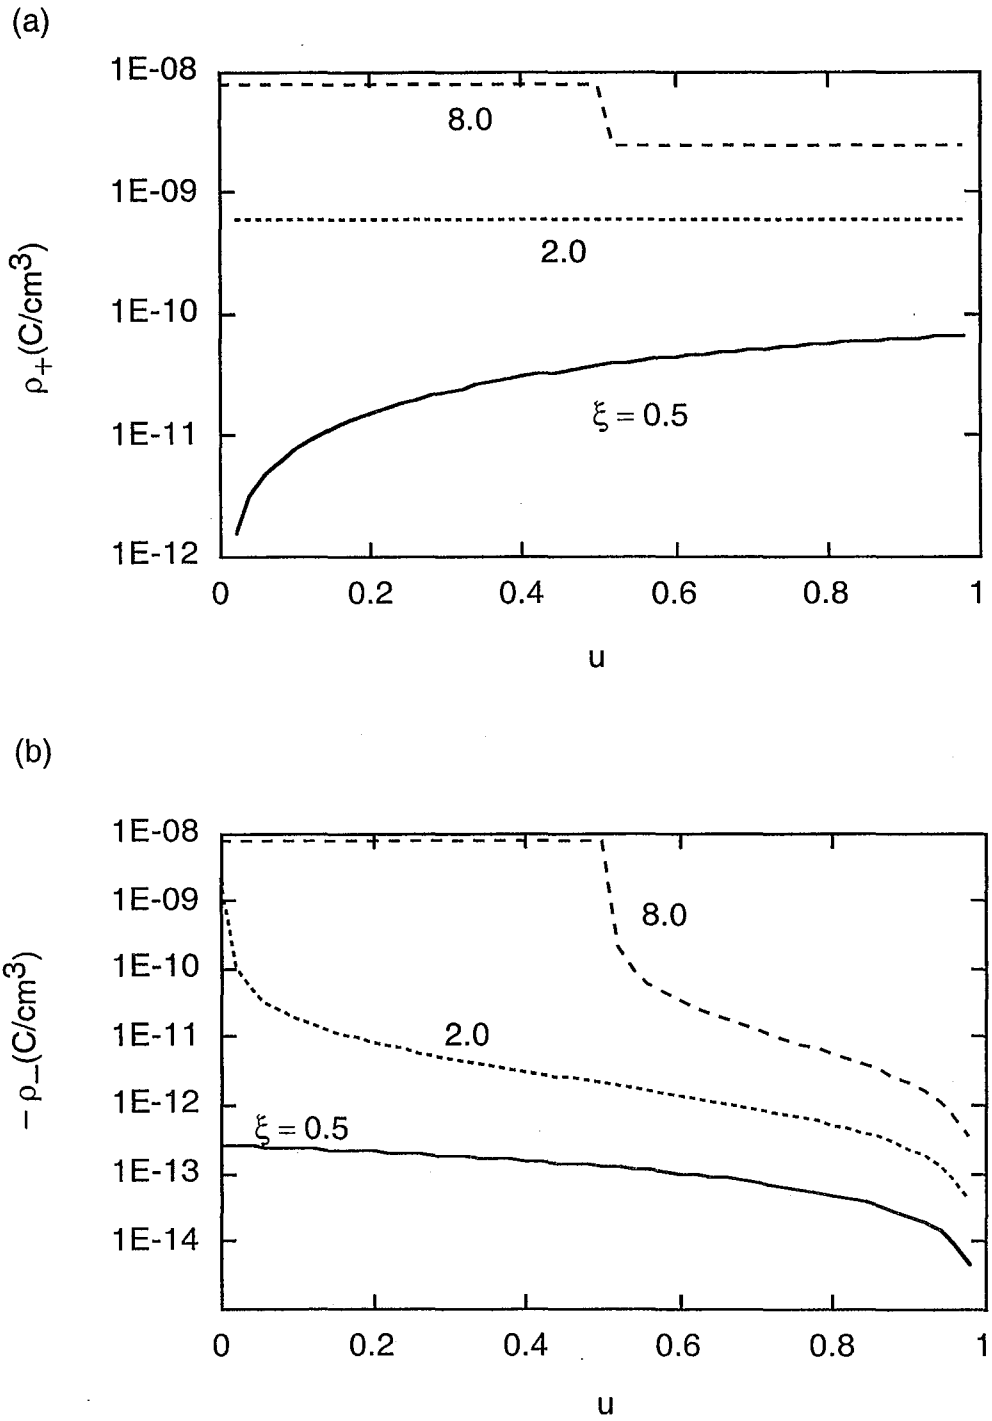 (a)
1E-08
8.0
1E-09
2.0
ρ+(C/cm3)
1E-10
ξ = 0.5
1E-11
1E-12
0 0.2 0.4 0.6 0.8 1
u
(b)
1E-08
1E-09
8.0
1E-10
− ρ−(C/cm3)
2.0
1E-11
1E-12
ξ = 0.5
1E-13
1E-14
0 0.2 0.4 0.6 0.8 1
u